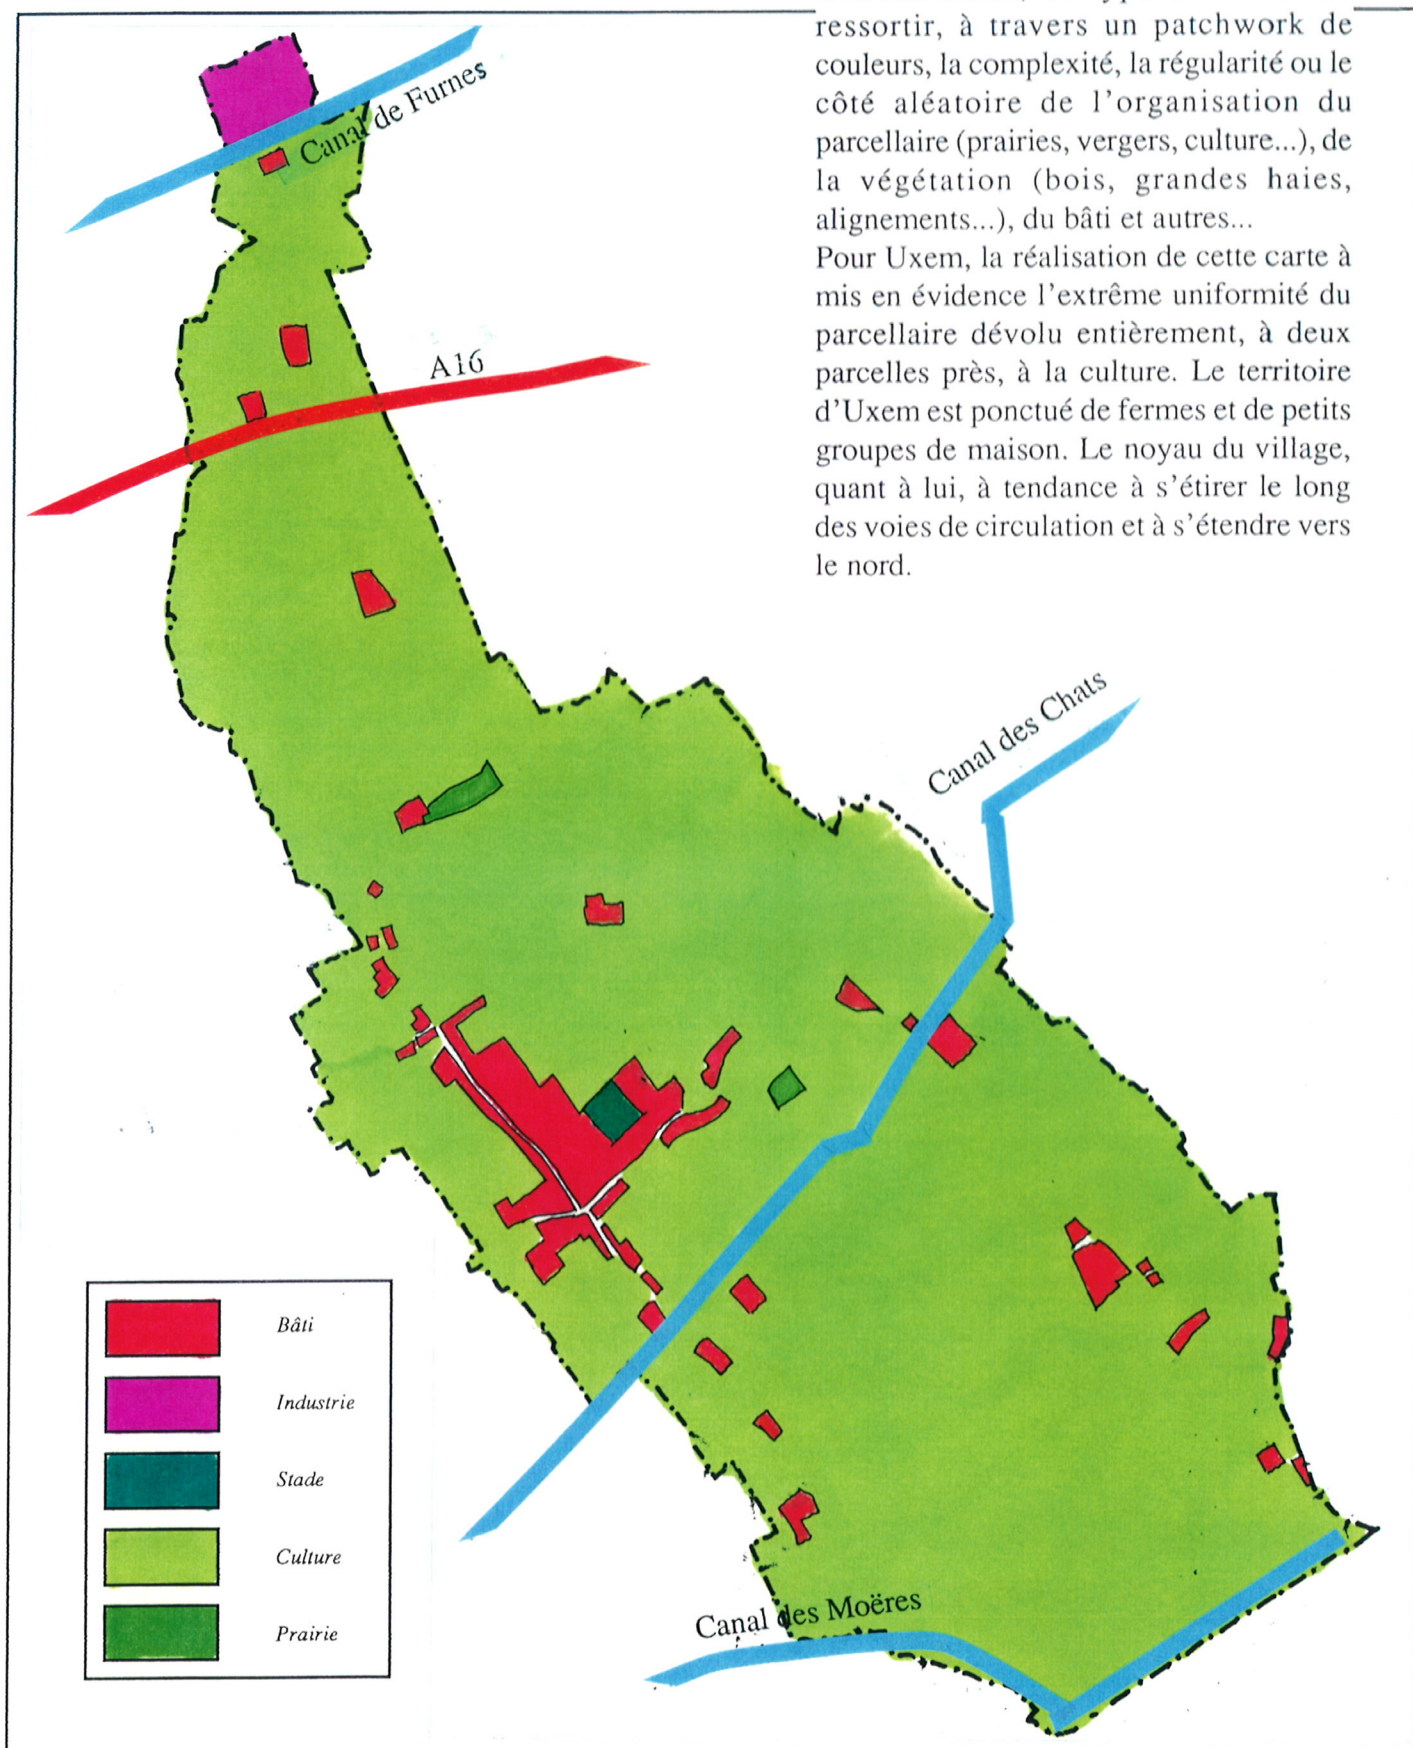 ressortir, à travers un patchwork de
couleurs, la complexité, la régularité ou le
côté aléatoire de l'organisation du
parcellaire (prairies, vergers, culture...), de
la végétation (bois, grandes haies,
alignements...), du bâti et autres...
Pour Uxem, la réalisation de cette carte à
mis en évidence l'extrême uniformité du
parcellaire dévolu entièrement, à deux
parcelles près, à la culture. Le territoire
d'Uxem est ponctué de fermes et de petits
groupes de maison. Le noyau du village,
quant à lui, à tendance à s'étirer le long
des voies de circulation et à s'étendre vers
le nord.
Canal de Furnes
A16
Canal des Chats
Canal des Moëres
Bâti
Industrie
Stade
Culture
Prairie